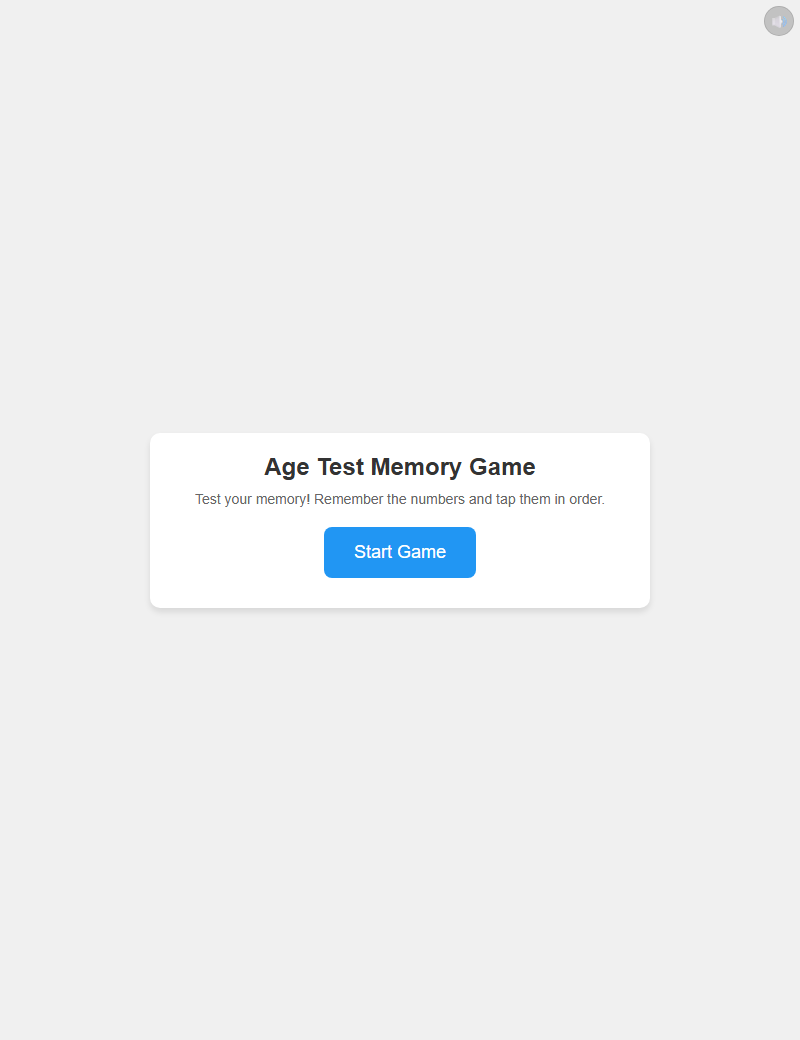 Age Test Memory Game
Test your memory! Remember the numbers and tap them in order.
Start Game